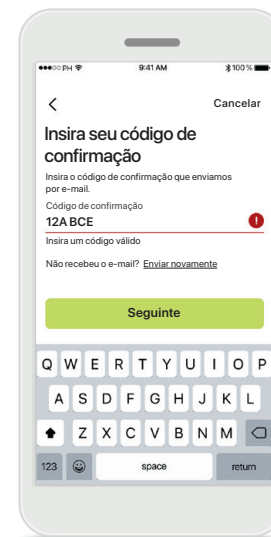 PH 9:41 AM 100 %
Cancelar
Insira seu código de
confirmação
Insira o código de confirmação que enviamos
por e-mail.
Código de confirmação
12A BCE
Insira um código válido
Não recebeu o e-mail? Enviar novamente
Seguinte
Q W E R T Y U I O P
A S D F G H J K L
Z X C V B N M
123 space return